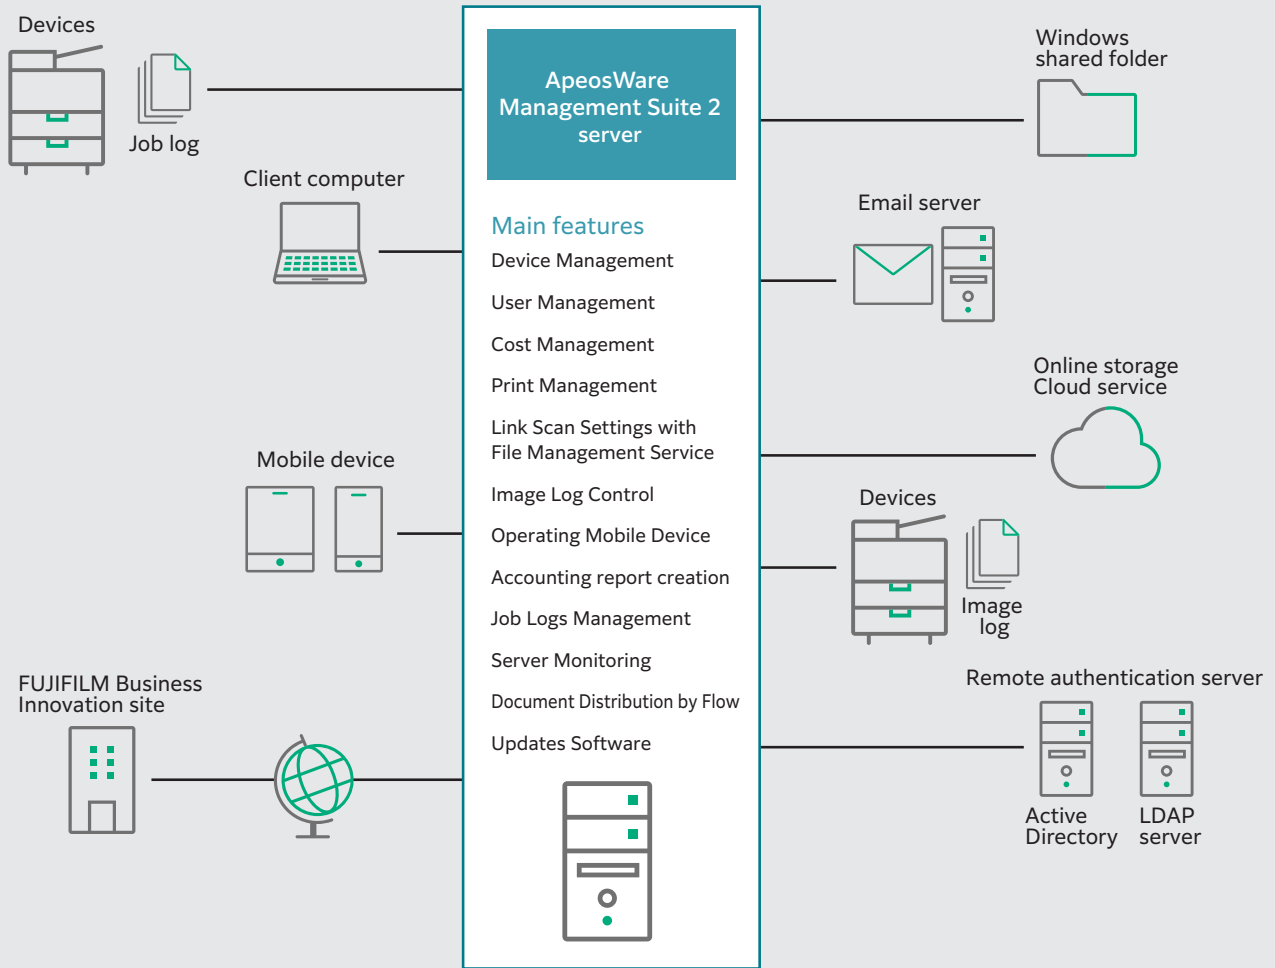 Devices
Job log
Client computer
Mobile device
FUJIFILM Business
Innovation site
ApeosWare
Management Suite 2
server
Main features
Device Management
User Management
Cost Management
Print Management
Link Scan Settings with
File Management Service
Image Log Control
Operating Mobile Device
Accounting report creation
Job Logs Management
Server Monitoring
Document Distribution by Flow
Updates Software
Windows
shared folder
Email server
Online storage
Cloud service
Devices
Image
log
Remote authentication server
Active
Directory
LDAP
server